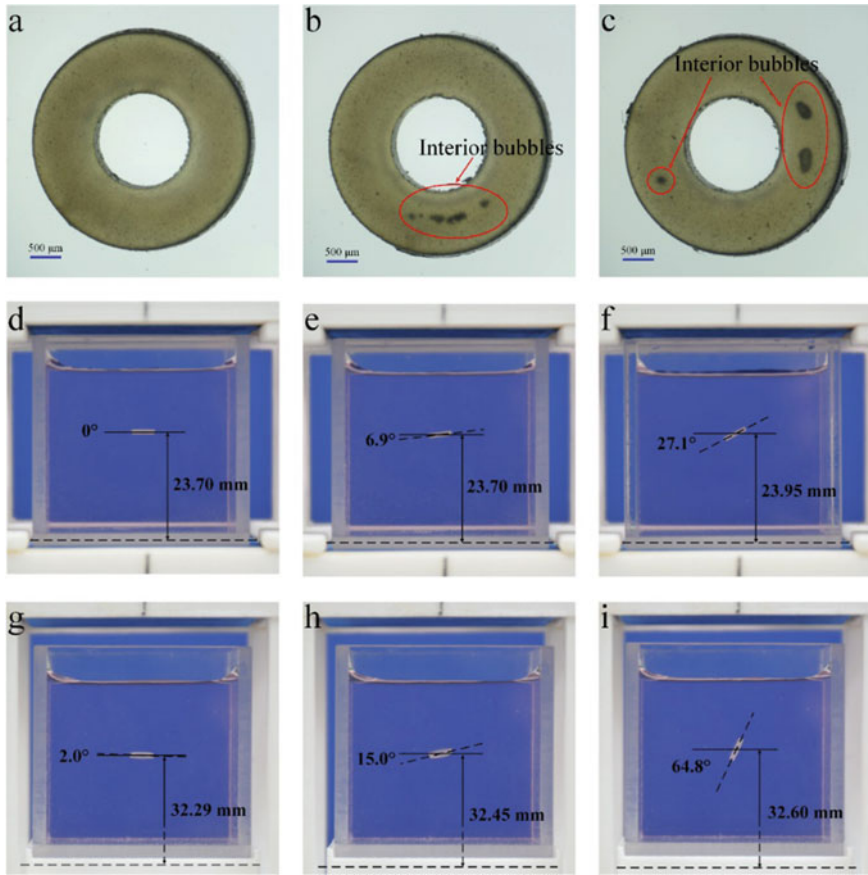 a
b
c
Interior bubbles
Interior bubbles
500 μm
500 μm
500 μm
d
e
f
0°
6.9°
27.1°
23.70 mm
23.70 mm
23.95 mm
g
h
i
2.0°
15.0°
64.8°
32.29 mm
32.45 mm
32.60 mm